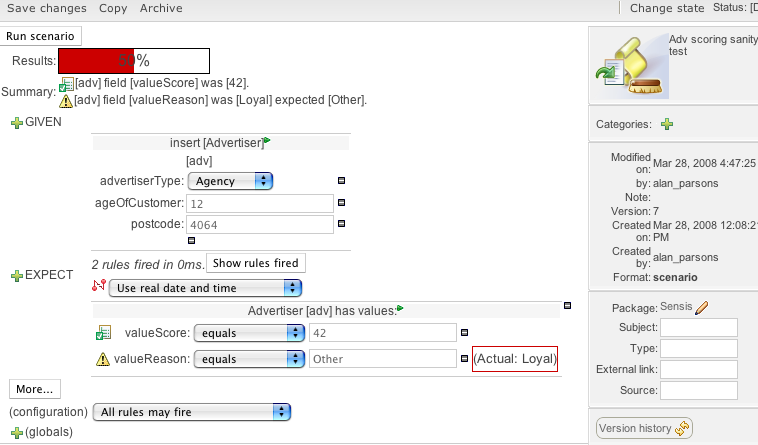 Save changes Copy Archive Change state Status: [D
Run scenario
Results: 50%
Summary: [adv] field [valueScore] was [42].
[adv] field [valueReason] was [Loyal] expected [Other].
GIVEN
insert [Advertiser]
[adv]
advertiserType: Agency
ageOfCustomer: 12
postcode: 4064
2 rules fired in 0ms. Show rules fired
EXPECT
Use real date and time
Advertiser [adv] has values:
valueScore: equals 42
valueReason: equals Other (Actual: Loyal)
More...
(configuration) All rules may fire
(globals)
Adv scoring sanity
test
Categories:
Modified
on: Mar 28, 2008 4:47:25
by: alan_parsons
Note:
Version: 7
Created
on: Mar 28, 2008 12:08:2
PM
Created
by: alan_parsons
Format: scenario
Package: Sensis
Subject:
Type:
External link:
Source:
Version history